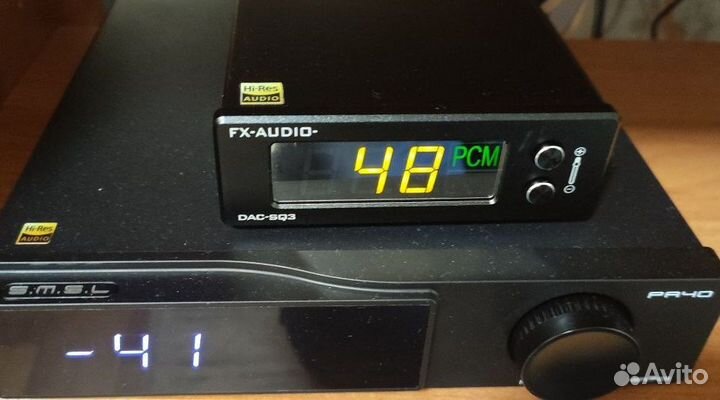 Hi-Res
AUDIO
FX-AUDIO-
48 PCM
DAC-SQ3
Hi-Res
AUDIO
S.M.S.L
PA40
-41
Avito